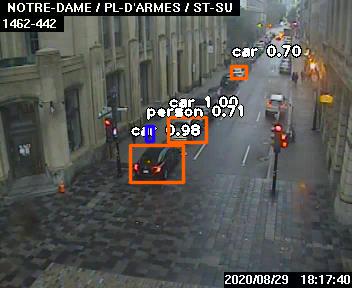 NOTRE-DAME / PL-D'ARMES / ST-SU
1462-442
car 0.70
car 1.00
person 0.71
car 0.98
2020/08/29 18:17:40